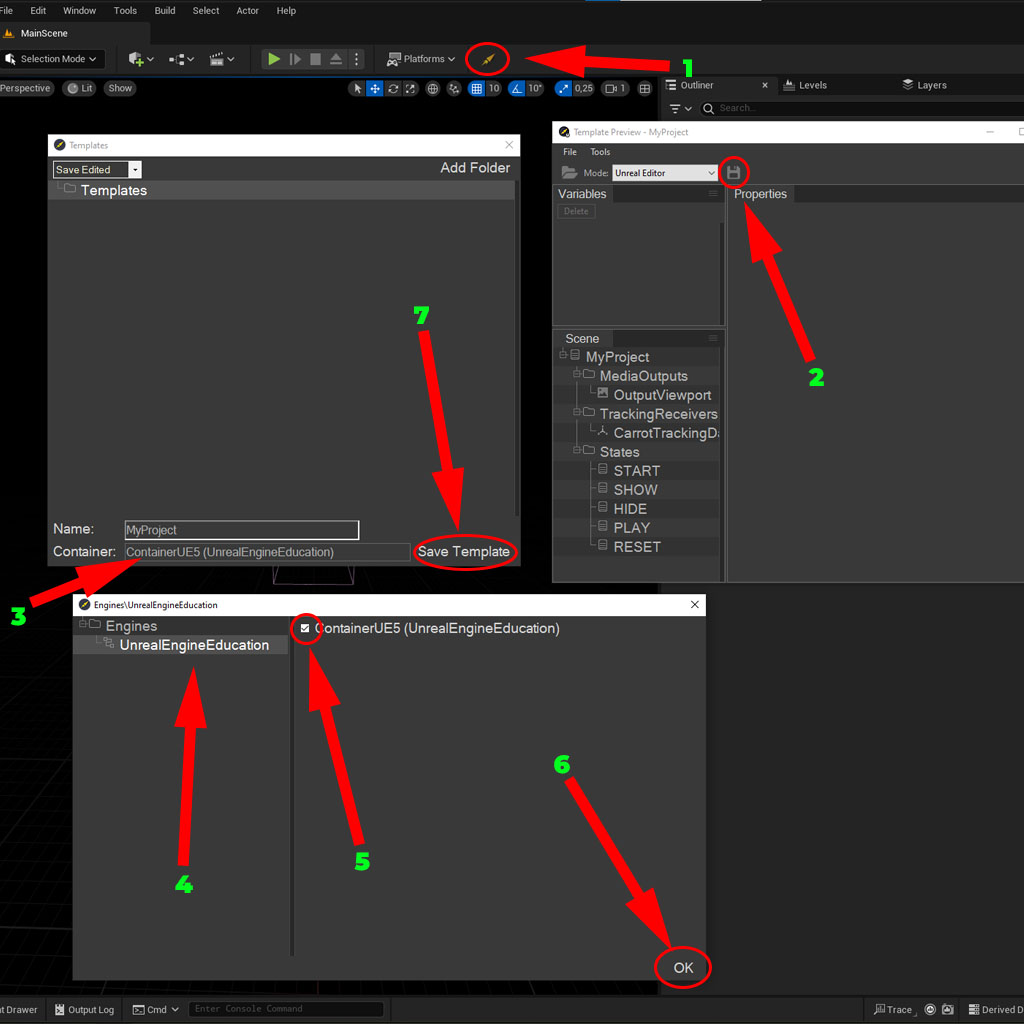 File Edit Window Tools Build Select Actor Help
MainScene
Selection Mode
Platforms
1
Perspective Lit Show
10 10° 0,25 1
Outliner Levels Layers
Search...
Templates
Save Edited
Add Folder
Templates
7
Name: MyProject
Container: ContainerUE5 (UnrealEngineEducation)
Save Template
3
Template Preview - MyProject
File Tools
Mode: Unreal Editor
Variables
Properties
Delete
2
Scene
MyProject
MediaOutputs
OutputViewport
TrackingReceivers
CarrotTrackingDa
States
START
SHOW
HIDE
PLAY
RESET
Engines\UnrealEngineEducation
Engines
UnrealEngineEducation
ContainerUE5 (UnrealEngineEducation)
4
5
6
OK
nt Drawer Output Log Cmd Enter Console Command Trace Derived D